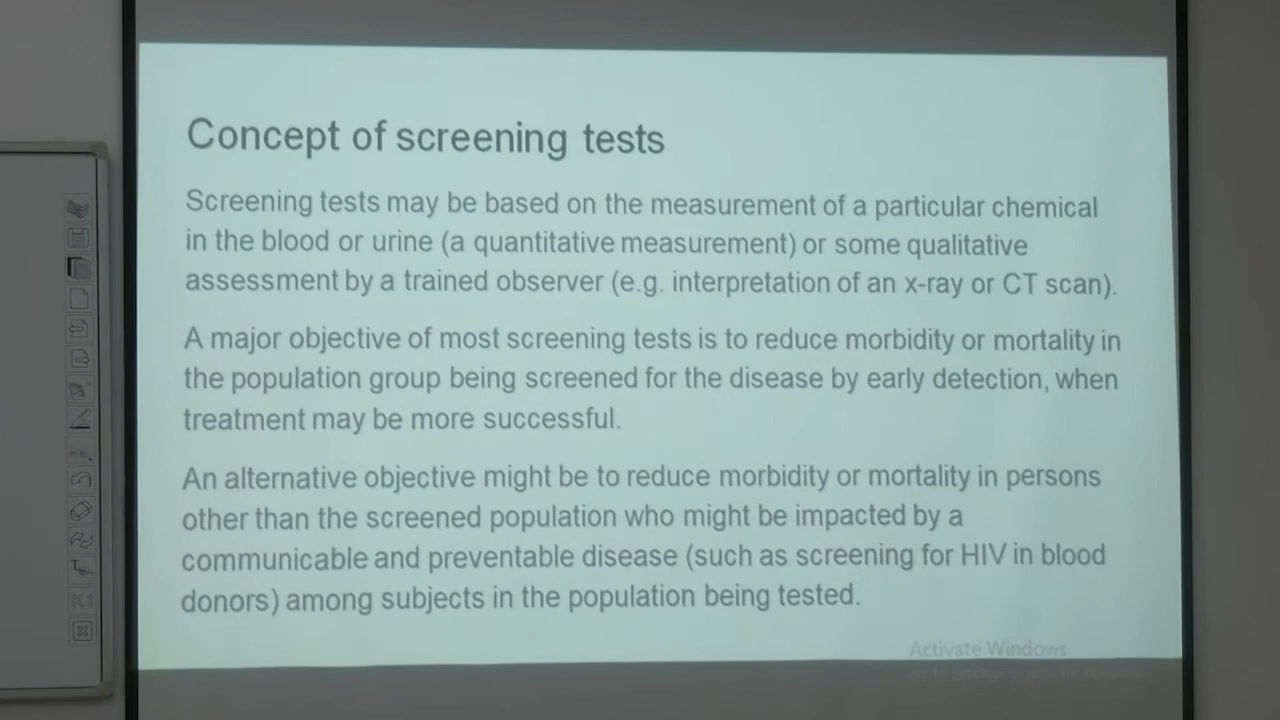 Concept of screening tests
Screening tests may be based on the measurement of a particular chemical
in the blood or urine (a quantitative measurement) or some qualitative
assessment by a trained observer (e.g. interpretation of an x-ray or CT scan).
A major objective of most screening tests is to reduce morbidity or mortality in
the population group being screened for the disease by early detection, when
treatment may be more successful.
An alternative objective might be to reduce morbidity or mortality in persons
other than the screened population who might be impacted by a
communicable and preventable disease (such as screening for HIV in blood
donors) among subjects in the population being tested.
Activate Windows